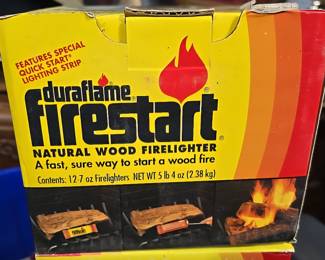 FEATURES SPECIAL
QUICK START®
LIGHTING STRIP
duraflame®
firestart®
NATURAL WOOD FIRELIGHTER
A fast, sure way to start a wood fire
Contents: 12-7 oz Firelighters NET WT 5 lb 4 oz (2.38 kg)